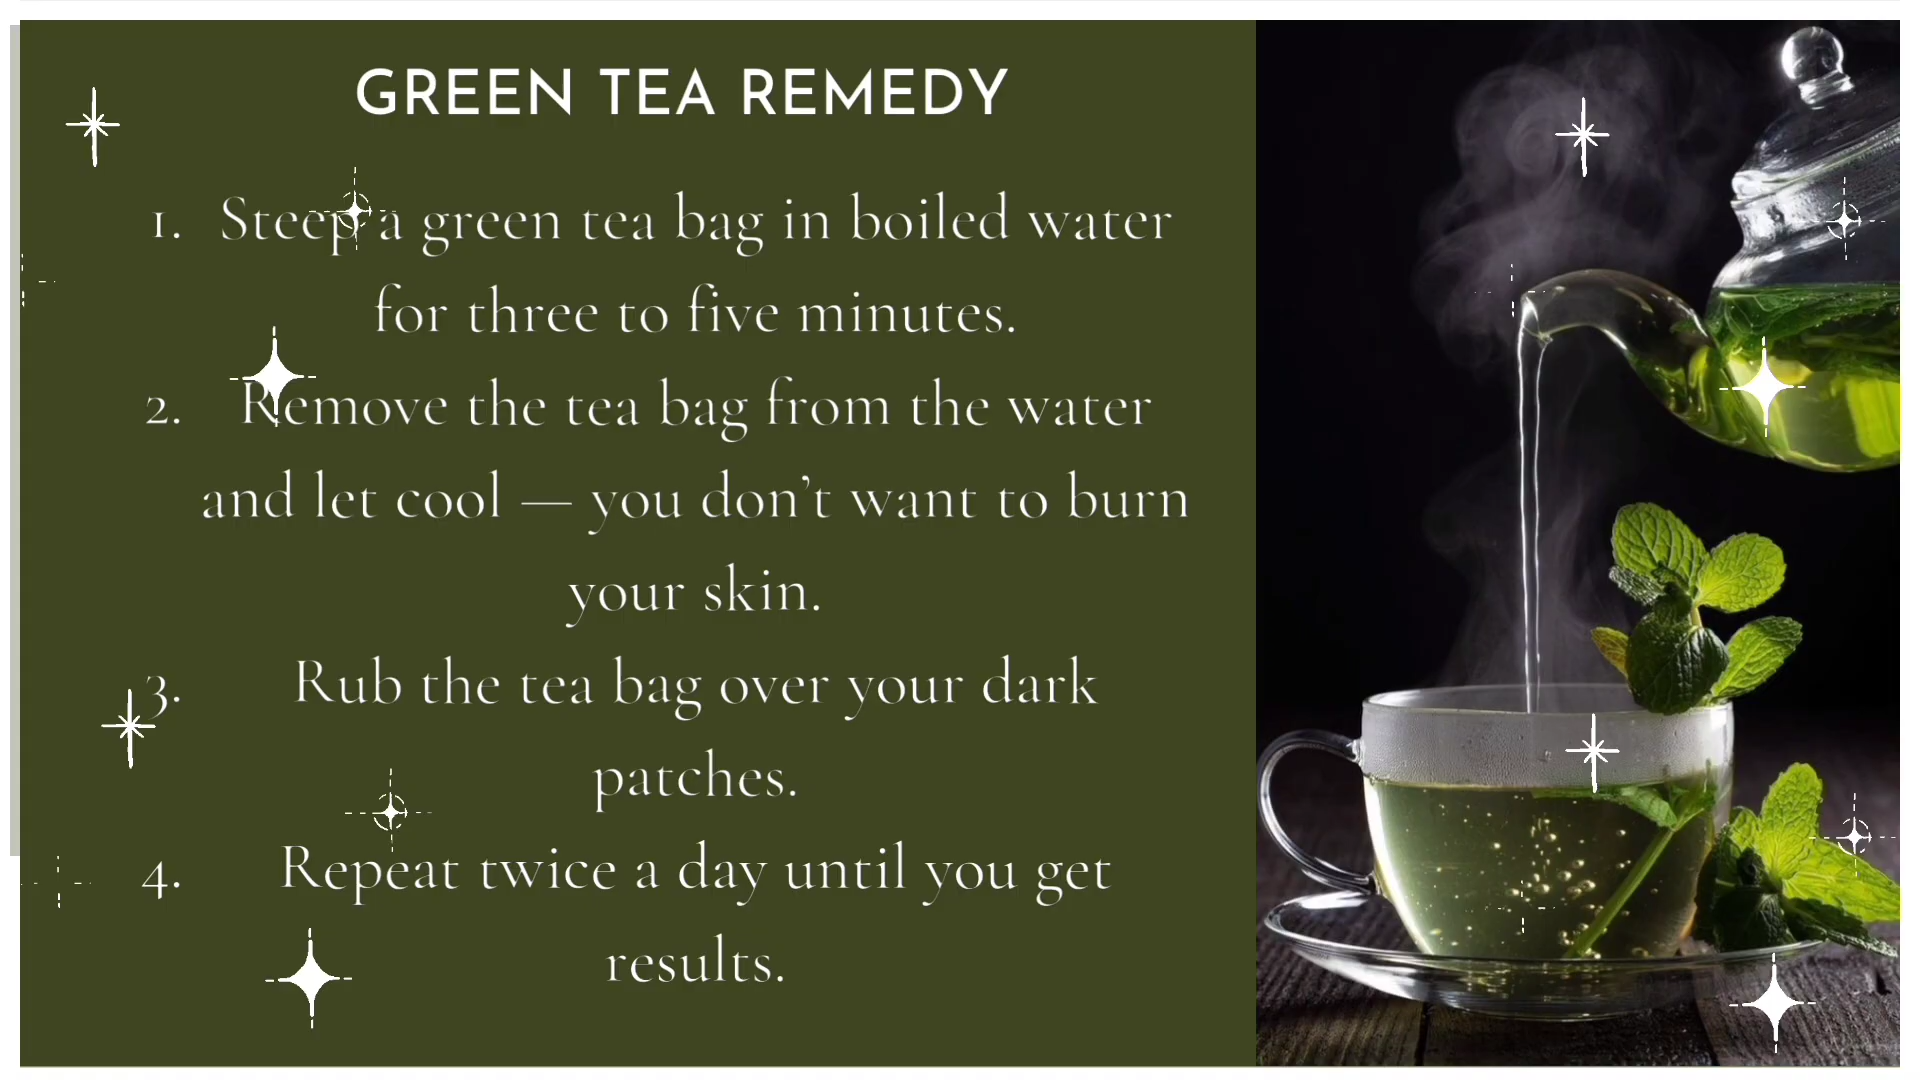 GREEN TEA REMEDY
1. Steep a green tea bag in boiled water
for three to five minutes.
2. Remove the tea bag from the water
and let cool — you don’t want to burn
your skin.
3. Rub the tea bag over your dark
patches.
4. Repeat twice a day until you get
results.